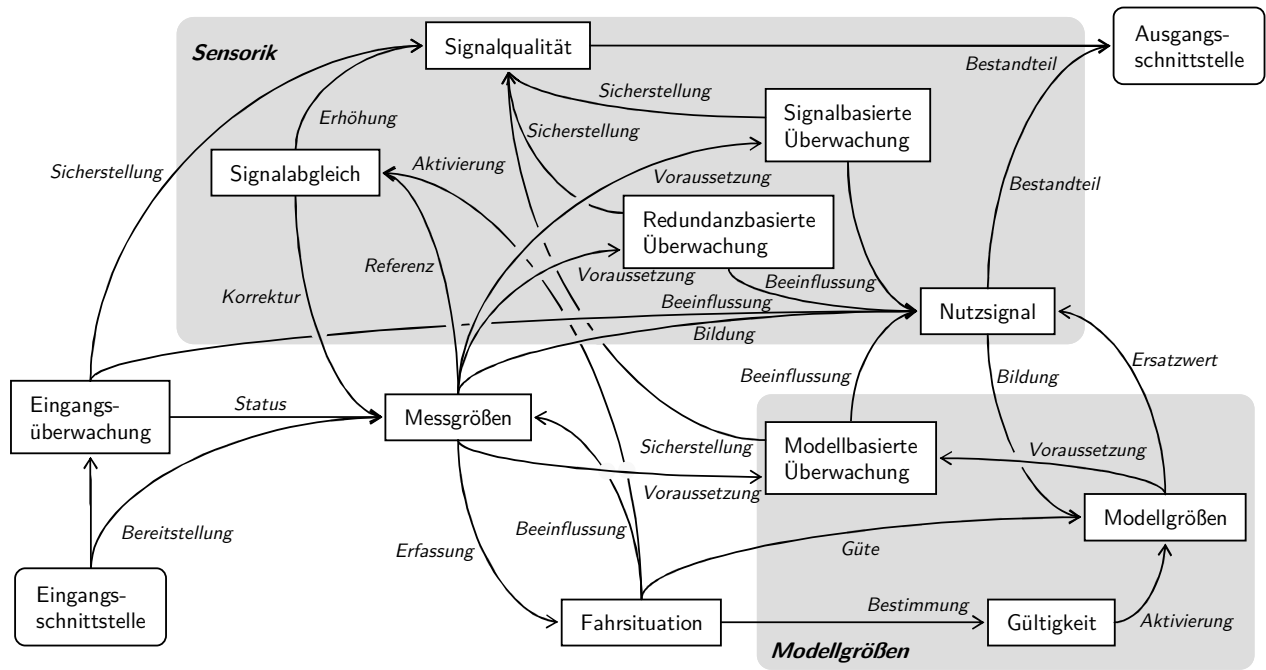 Sensorik
Signalqualität
Ausgangs-
schnittstelle
Bestandteil
Sicherstellung
Signalbasierte
Überwachung
Erhöhung
Sicherstellung
Signalabgleich
Aktivierung
Sicherstellung
Voraussetzung
Bestandteil
Redundanzbasierte
Überwachung
Referenz
Voraussetzung
Beeinflussung
Korrektur
Beeinflussung
Nutzsignal
Bildung
Ersatzwert
Beeinflussung
Bildung
Eingangs-
überwachung
Status
Messgrößen
Sicherstellung
Modellbasierte
Überwachung
Voraussetzung
Voraussetzung
Bereitstellung
Erfassung
Beeinflussung
Güte
Modellgrößen
Eingangs-
schnittstelle
Fahrsituation
Bestimmung
Gültigkeit
Aktivierung
Modellgrößen